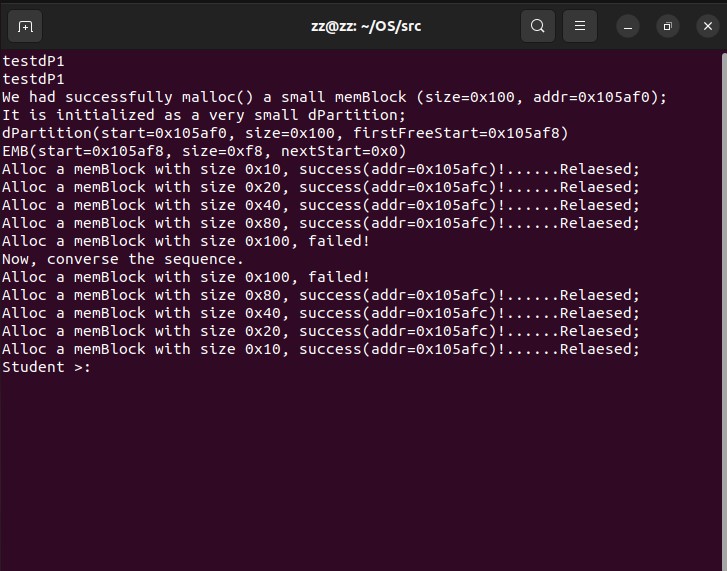 zz@zz: ~/OS/src
testdP1
testdP1
We had successfully malloc() a small memBlock (size=0x100, addr=0x105af0);
It is initialized as a very small dPartition;
dPartition(start=0x105af0, size=0x100, firstFreeStart=0x105af8)
EMB(start=0x105af8, size=0xf8, nextStart=0x0)
Alloc a memBlock with size 0x10, success(addr=0x105afc)!......Relaesed;
Alloc a memBlock with size 0x20, success(addr=0x105afc)!......Relaesed;
Alloc a memBlock with size 0x40, success(addr=0x105afc)!......Relaesed;
Alloc a memBlock with size 0x80, success(addr=0x105afc)!......Relaesed;
Alloc a memBlock with size 0x100, failed!
Now, converse the sequence.
Alloc a memBlock with size 0x100, failed!
Alloc a memBlock with size 0x80, success(addr=0x105afc)!......Relaesed;
Alloc a memBlock with size 0x40, success(addr=0x105afc)!......Relaesed;
Alloc a memBlock with size 0x20, success(addr=0x105afc)!......Relaesed;
Alloc a memBlock with size 0x10, success(addr=0x105afc)!......Relaesed;
Student >: